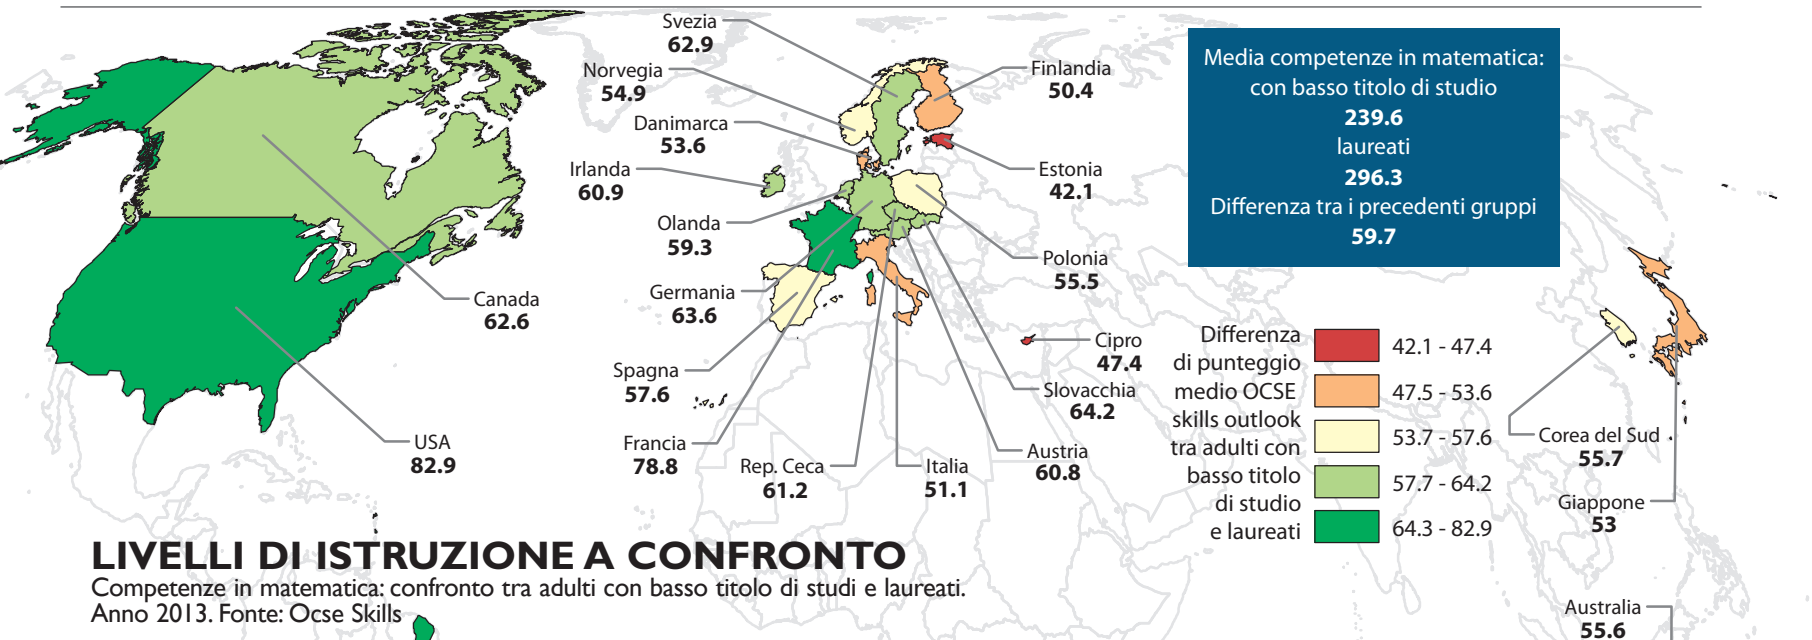 Svezia
62.9
Norvegia
54.9
Danimarca
53.6
Irlanda
60.9
Olanda
59.3
Germania
63.6
Spagna
57.6
Francia
78.8
Rep. Ceca
61.2
Italia
51.1
Austria
60.8
Slovacchia
64.2
Cipro
47.4
Polonia
55.5
Estonia
42.1
Finlandia
50.4
Canada
62.6
USA
82.9
Media competenze in matematica:
con basso titolo di studio
239.6
laureati
296.3
Differenza tra i precedenti gruppi
59.7
Differenza
di punteggio
medio OCSE
skills outlook
tra adulti con
basso titolo
di studio
e laureati
42.1 - 47.4
47.5 - 53.6
53.7 - 57.6
57.7 - 64.2
64.3 - 82.9
Corea del Sud
55.7
Giappone
53
Australia
55.6
LIVELLI DI ISTRUZIONE A CONFRONTO
Competenze in matematica: confronto tra adulti con basso titolo di studi e laureati.
Anno 2013. Fonte: Ocse Skills